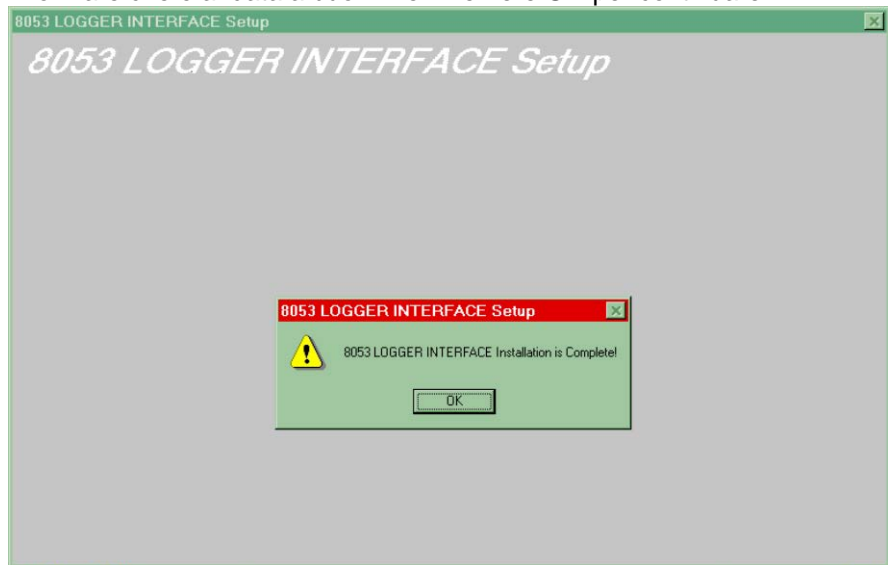 8053 LOGGER INTERFACE Setup
8053 LOGGER INTERFACE Setup
8053 LOGGER INTERFACE Setup
8053 LOGGER INTERFACE Installation is Complete!
OK